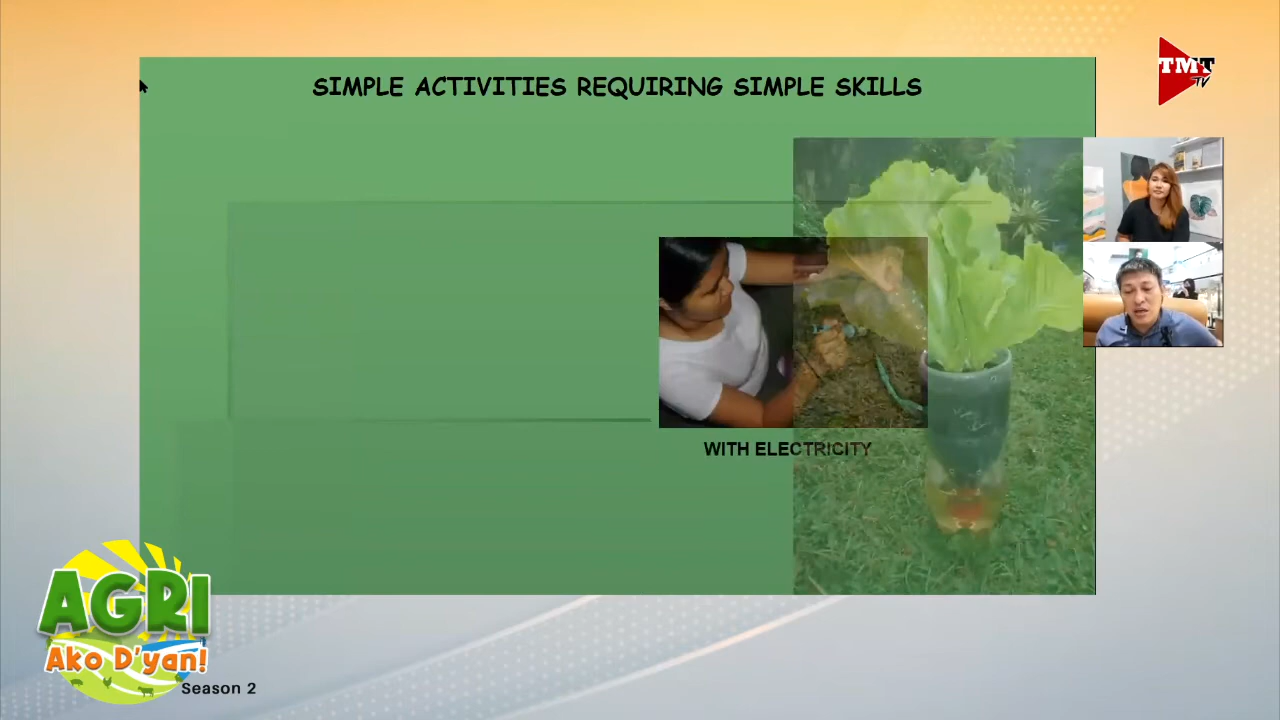 SIMPLE ACTIVITIES REQUIRING SIMPLE SKILLS
TMT
TV
WITH ELECTRICITY
AGRI
Ako D'yan!
Season 2